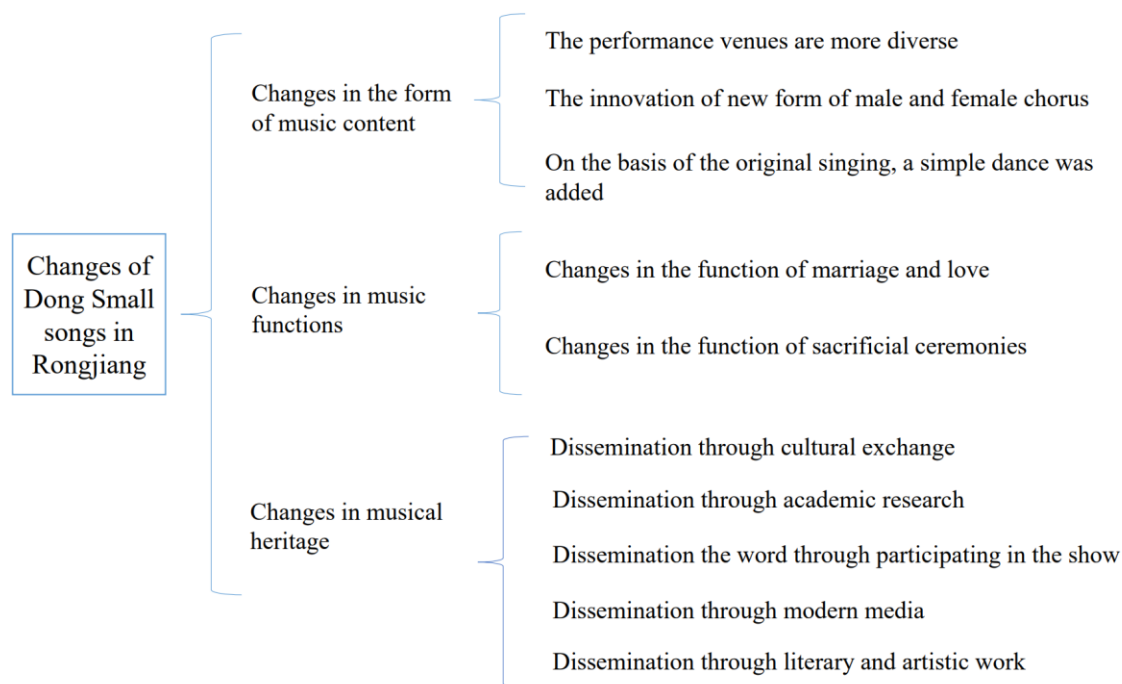 Changes of
Dong Small
songs in
Rongjiang
Changes in the form
of music content
The performance venues are more diverse
The innovation of new form of male and female chorus
On the basis of the original singing, a simple dance was
added
Changes in music
functions
Changes in the function of marriage and love
Changes in the function of sacrificial ceremonies
Changes in musical
heritage
Dissemination through cultural exchange
Dissemination through academic research
Dissemination the word through participating in the show
Dissemination through modern media
Dissemination through literary and artistic work